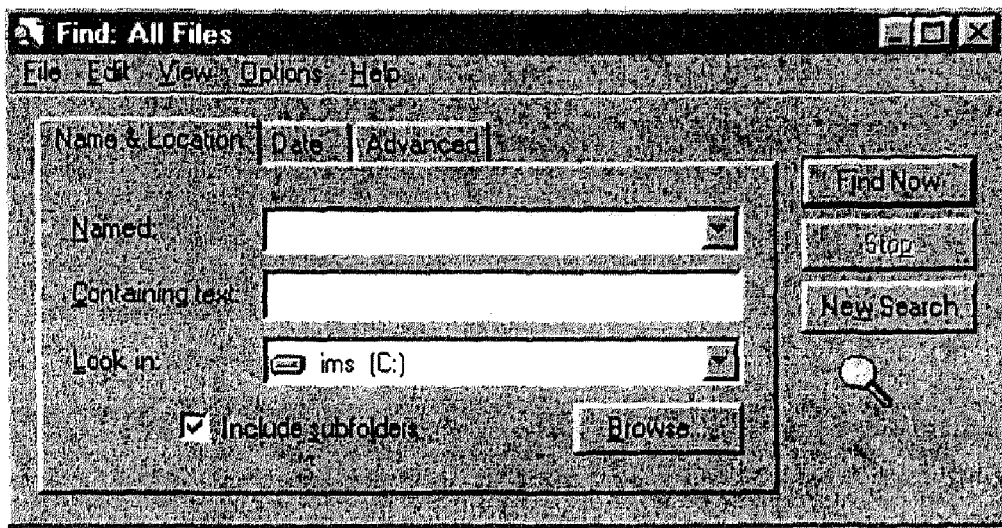 Find: All Files
File Edit View Options Help
Name & Location Date Advanced
Named:
Containing text:
Look in: ims (C:)
Include subfolders
Browse...
Find Now
Stop
New Search